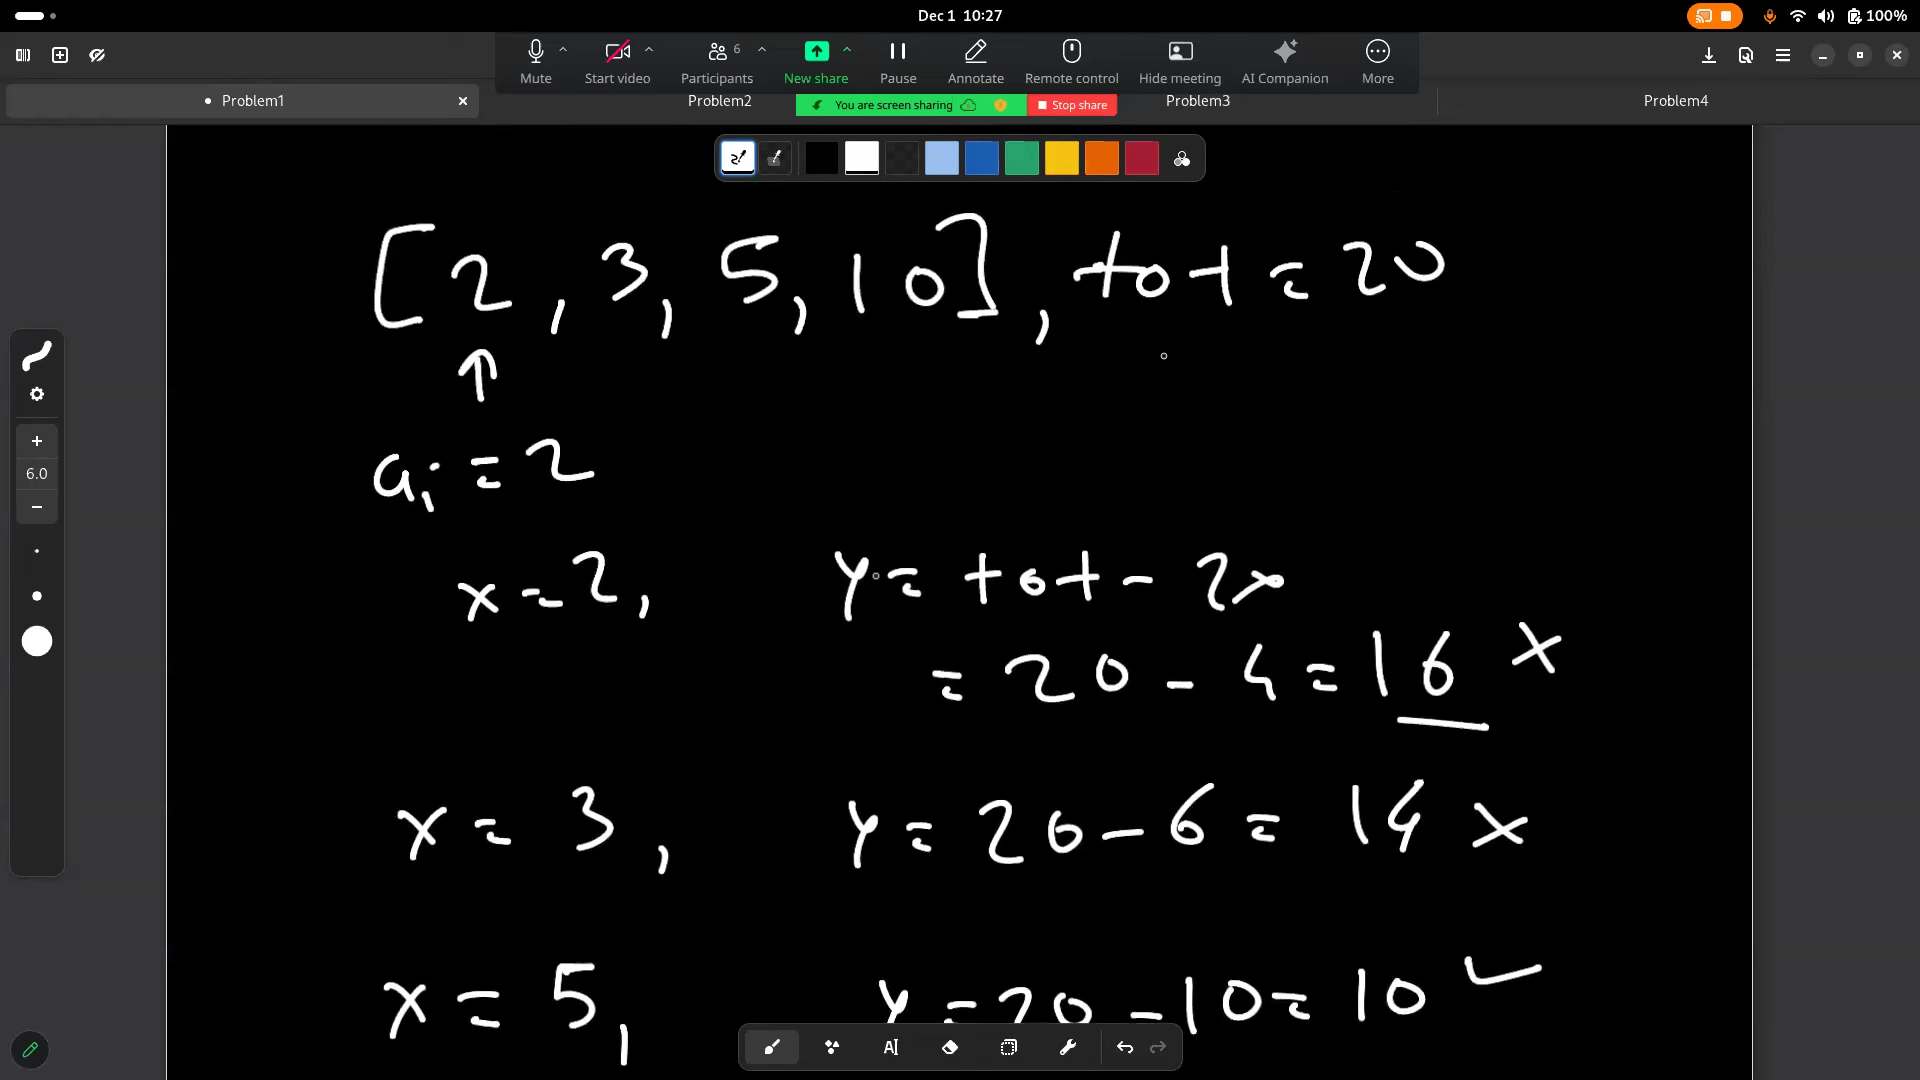 Dec 1 10:27
100%
Mute
Start video
Participants 6
New share
Pause
Annotate
Remote control
Hide meeting
AI Companion
More
Problem1
Problem2
You are screen sharing
Stop share
Problem3
Problem4
[2, 3, 5, 10], tot = 20
↑
ai = 2
x = 2, y = tot - 2x
= 20 - 4 = 16 x
x = 3, y = 20 - 6 = 14 x
x = 5, y = 20 - 10 = 10 ✓
6.0
AI